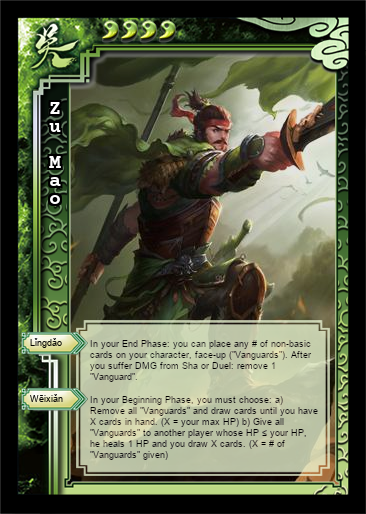 吴
Zu Mao
Lǐngdǎo
In your End Phase: you can place any # of non-basic
cards on your character, face-up ("Vanguards"). After
you suffer DMG from Sha or Duel: remove 1
"Vanguard".
Wēixiǎn
In your Beginning Phase, you must choose: a)
Remove all "Vanguards" and draw cards until you have
X cards in hand. (X = your max HP) b) Give all
"Vanguards" to another player whose HP ≤ your HP,
he heals 1 HP and you draw X cards. (X = # of
"Vanguards" given)